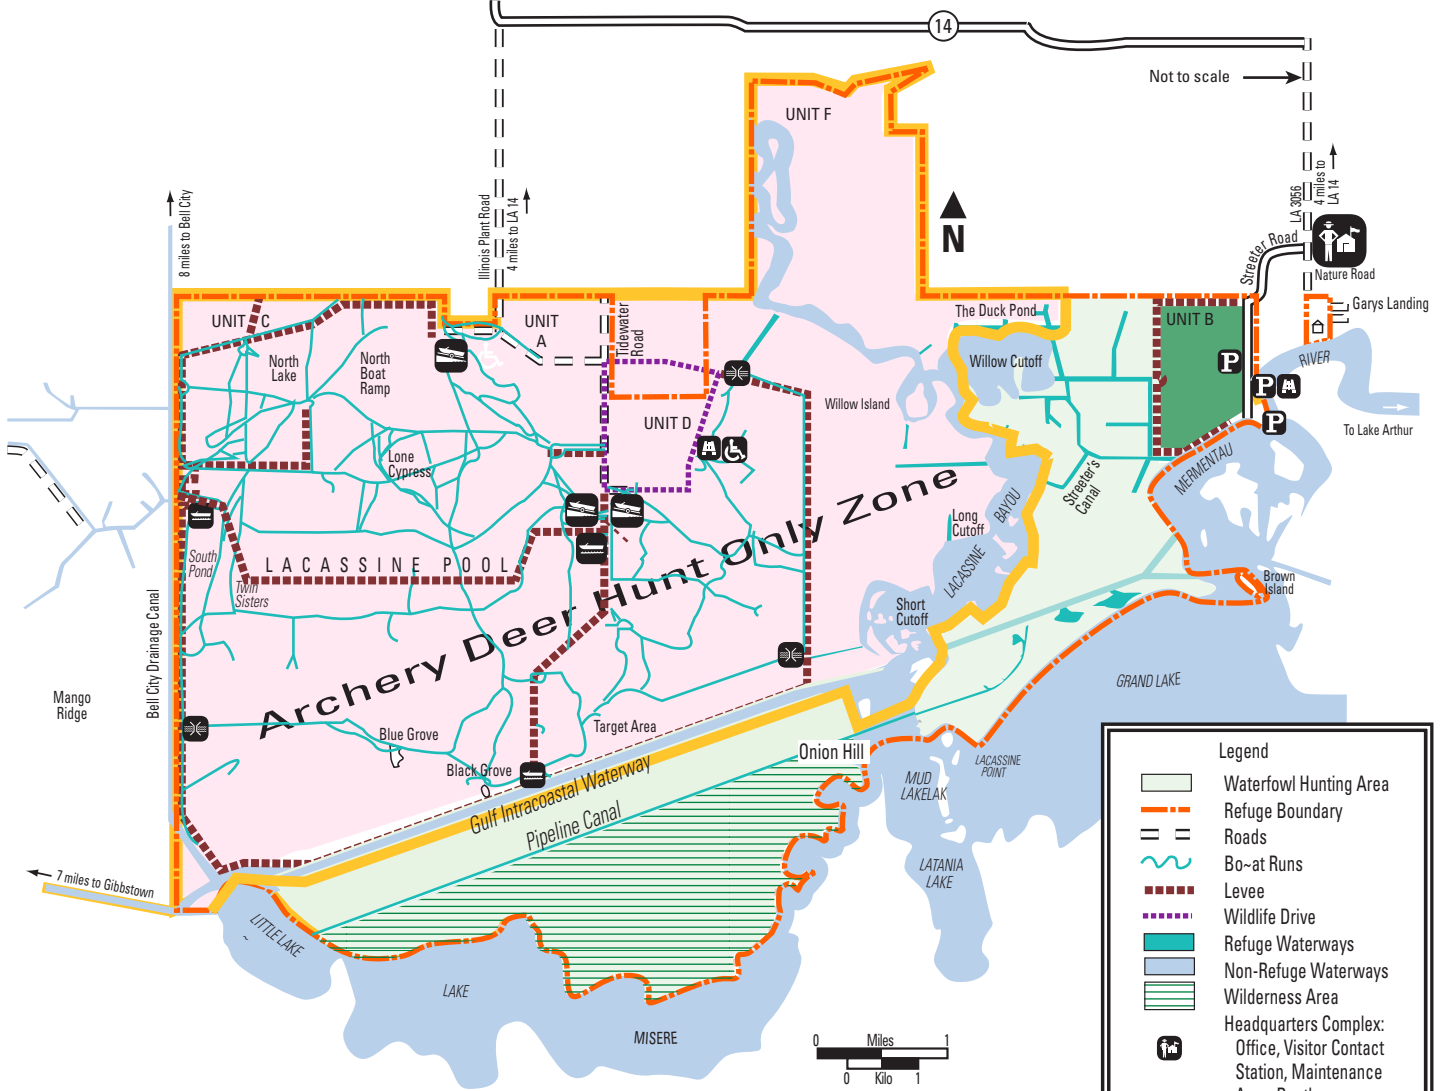 14
Not to scale
UNIT F
8 miles to Bell City
Illinois Plant Road
4 miles to LA 14
LA 3056
4 miles to
LA 14
N
Streeter Road
Nature Road
Garys Landing
UNIT C
UNIT
A
Tidewater
Road
The Duck Pond
UNIT B
North
Lake
North
Boat
Ramp
Willow Cutoff
RIVER
P
P
P
Willow Island
UNIT D
To Lake Arthur
Lone
Cypress
MERMENTAU
Streeter's
Canal
Archery Deer Hunt Only Zone
Long
Cutoff
LACASSINE BAYOU
LACASSINE POOL
South
Pond
Twin
Sisters
Brown
Island
Short
Cutoff
Bell City Drainage Canal
GRAND LAKE
Mango
Ridge
Target Area
Blue Grove
Black Grove
Onion Hill
LACASSINE
POINT
Gulf Intracoastal Waterway
Pipeline Canal
MUD
LAKELAK
LATANIA
LAKE
7 miles to Gibbstown
LITTLE LAKE
~
LAKE
MISERE
0 Miles 1
0 Kilo 1
Legend
Waterfowl Hunting Area
Refuge Boundary
Roads
Bo~at Runs
Levee
Wildlife Drive
Refuge Waterways
Non-Refuge Waterways
Wilderness Area
Headquarters Complex:
Office, Visitor Contact
Station, Maintenance